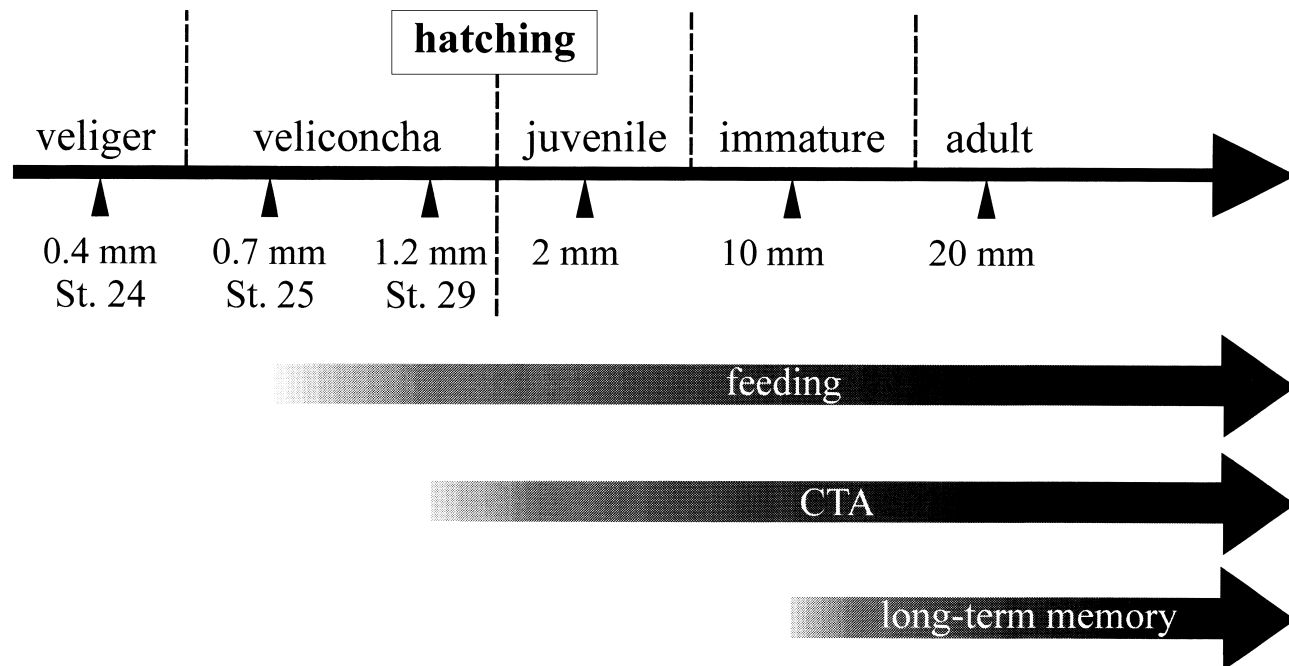 hatching
veliger veliconcha juvenile immature adult
0.4 mm 0.7 mm 1.2 mm 2 mm 10 mm 20 mm
St. 24 St. 25 St. 29
feeding
CTA
long-term memory